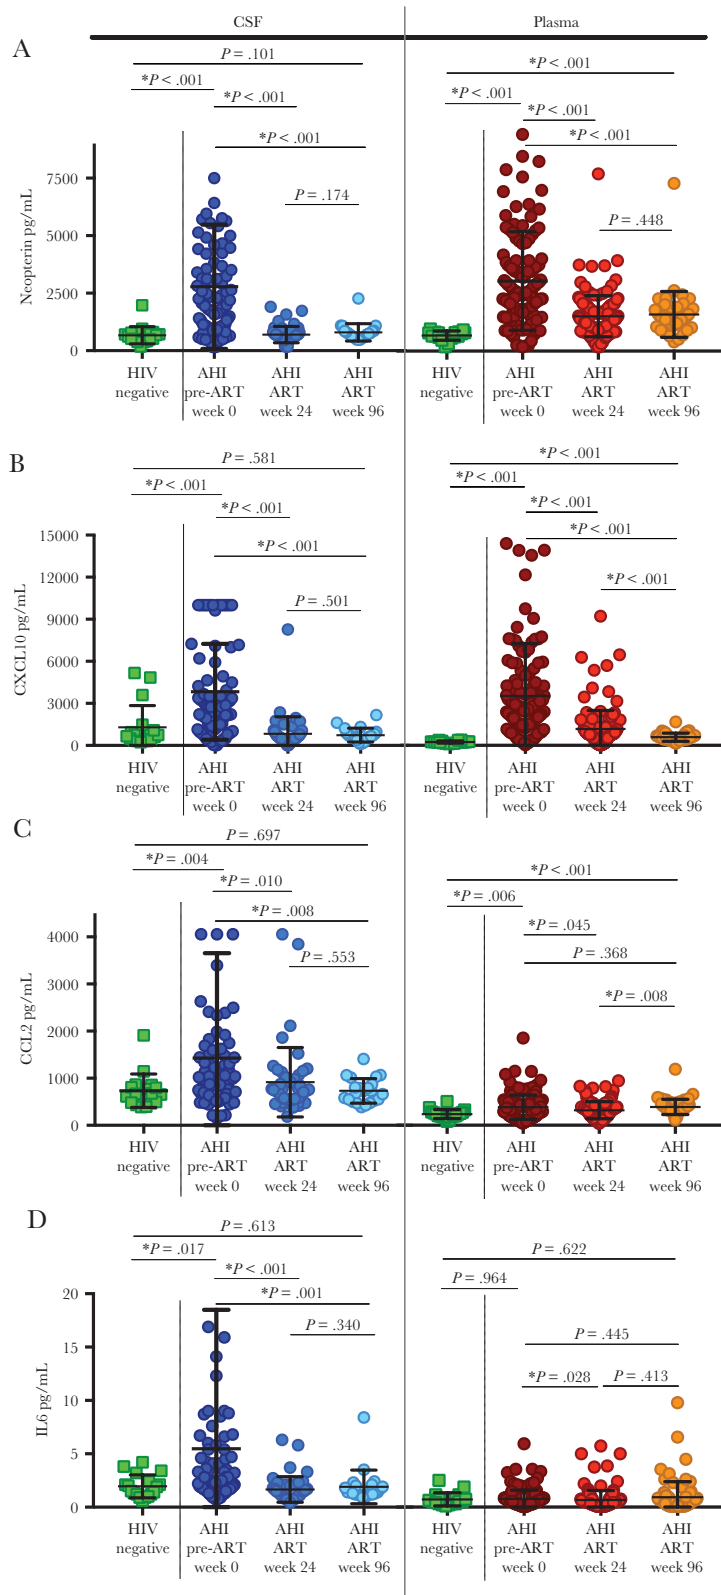 CSF Plasma
A
P = .101
*P < .001
*P < .001
*P < .001
*P < .001
*P < .001
*P < .001
*P < .001
P = .174
P = .448
Neopterin pg/mL
7500
5000
2500
0
HIV negative
AHI pre-ART week 0
AHI ART week 24
AHI ART week 96
HIV negative
AHI pre-ART week 0
AHI ART week 24
AHI ART week 96
B
P = .581
*P < .001
*P < .001
*P < .001
*P < .001
*P < .001
*P < .001
*P < .001
P = .501
*P < .001
CXCL10 pg/mL
15000
12000
9000
6000
3000
0
HIV negative
AHI pre-ART week 0
AHI ART week 24
AHI ART week 96
HIV negative
AHI pre-ART week 0
AHI ART week 24
AHI ART week 96
C
P = .697
*P = .004
*P = .010
*P = .008
P = .553
*P < .001
*P = .006
*P = .045
P = .368
*P = .008
CCL2 pg/mL
4000
3000
2000
1000
0
HIV negative
AHI pre-ART week 0
AHI ART week 24
AHI ART week 96
HIV negative
AHI pre-ART week 0
AHI ART week 24
AHI ART week 96
D
P = .613
*P = .017
*P < .001
*P = .001
P = .340
P = .622
P = .964
P = .445
*P = .028
P = .413
IL6 pg/mL
20
15
10
5
0
HIV negative
AHI pre-ART week 0
AHI ART week 24
AHI ART week 96
HIV negative
AHI pre-ART week 0
AHI ART week 24
AHI ART week 96